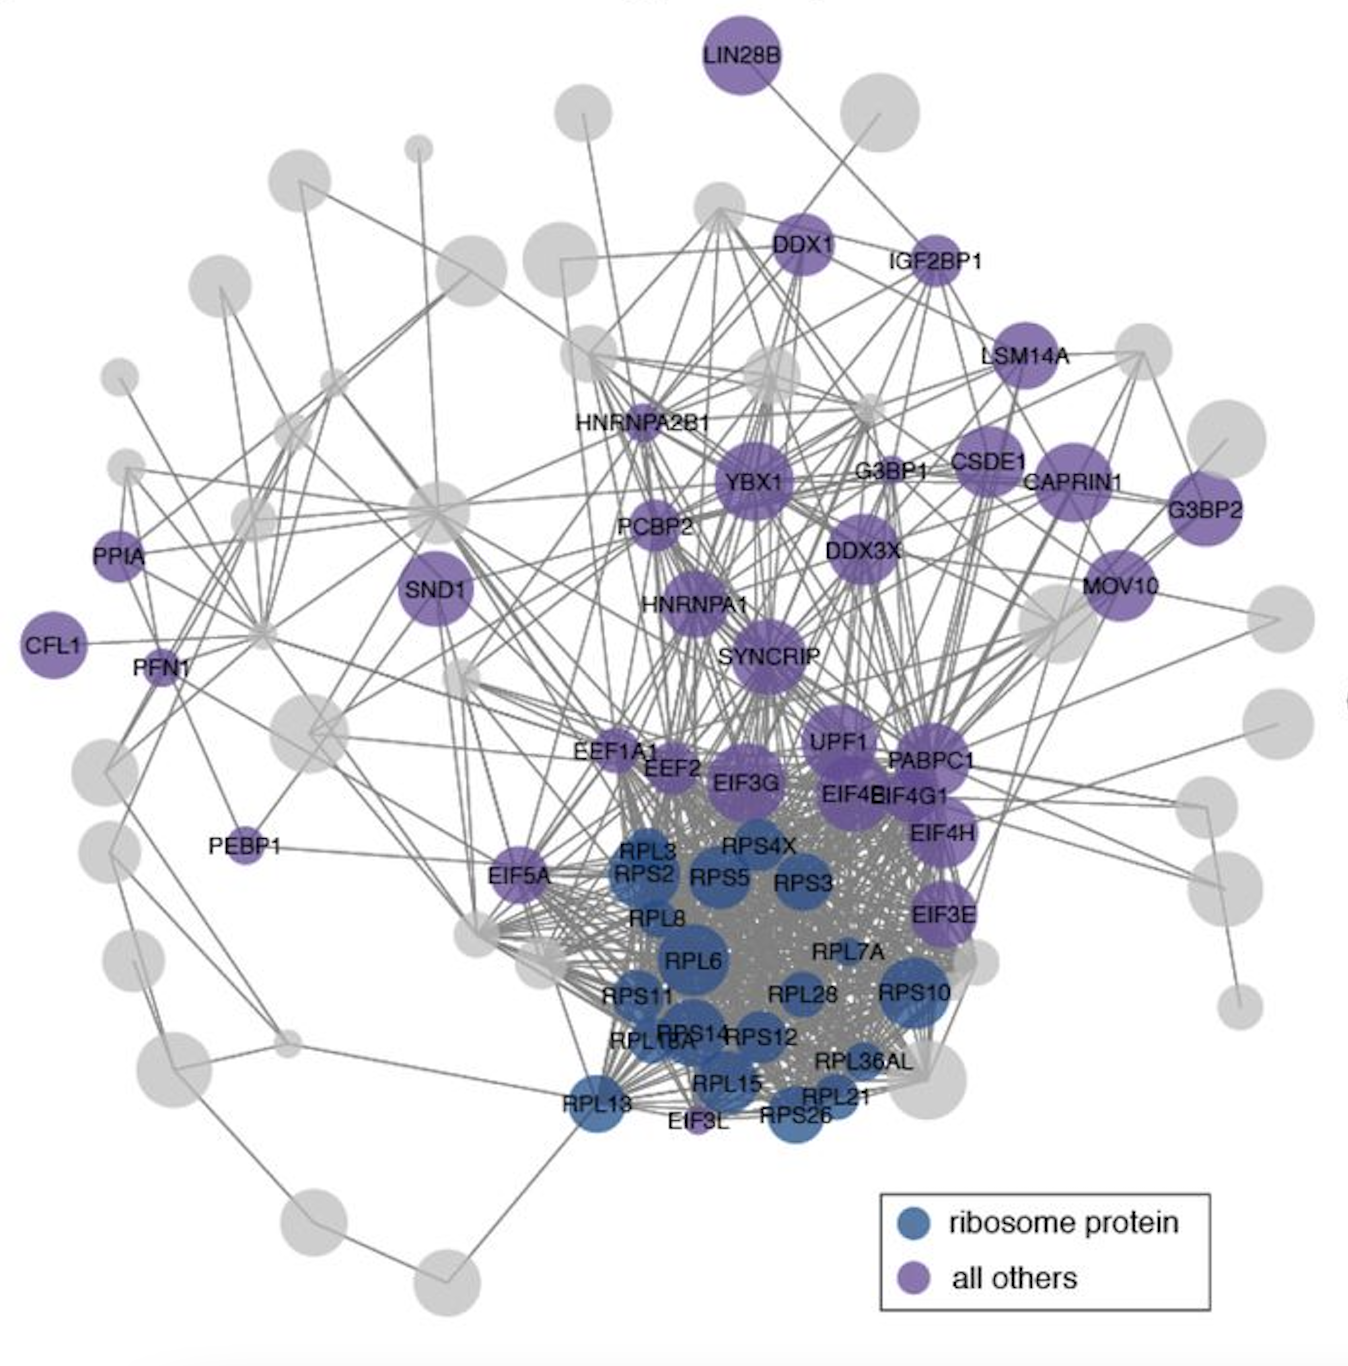 LIN28B
DDX1
IGF2BP1
LSM14A
HNRNPA2B1
YBX1
G3BP1
CSDE1
CAPRIN1
G3BP2
PCBP2
DDX3X
PPIA
SND1
MOV10
HNRNPA1
CFL1
PFN1
SYNCRIP
EEF1A1
EEF2
UPF1
PABPC1
EIF3G
EIF4B
EIF4G1
EIF4H
PEBP1
RPL3
RPS4X
EIF5A
RPS2
RPS5
RPS3
RPL8
EIF3E
RPL6
RPL7A
RPS11
RPL28
RPS10
RPS14
RPL18A
RPS12
RPL36AL
RPL15
RPL13
RPL21
EIF3L
RPS26
ribosome protein
all others